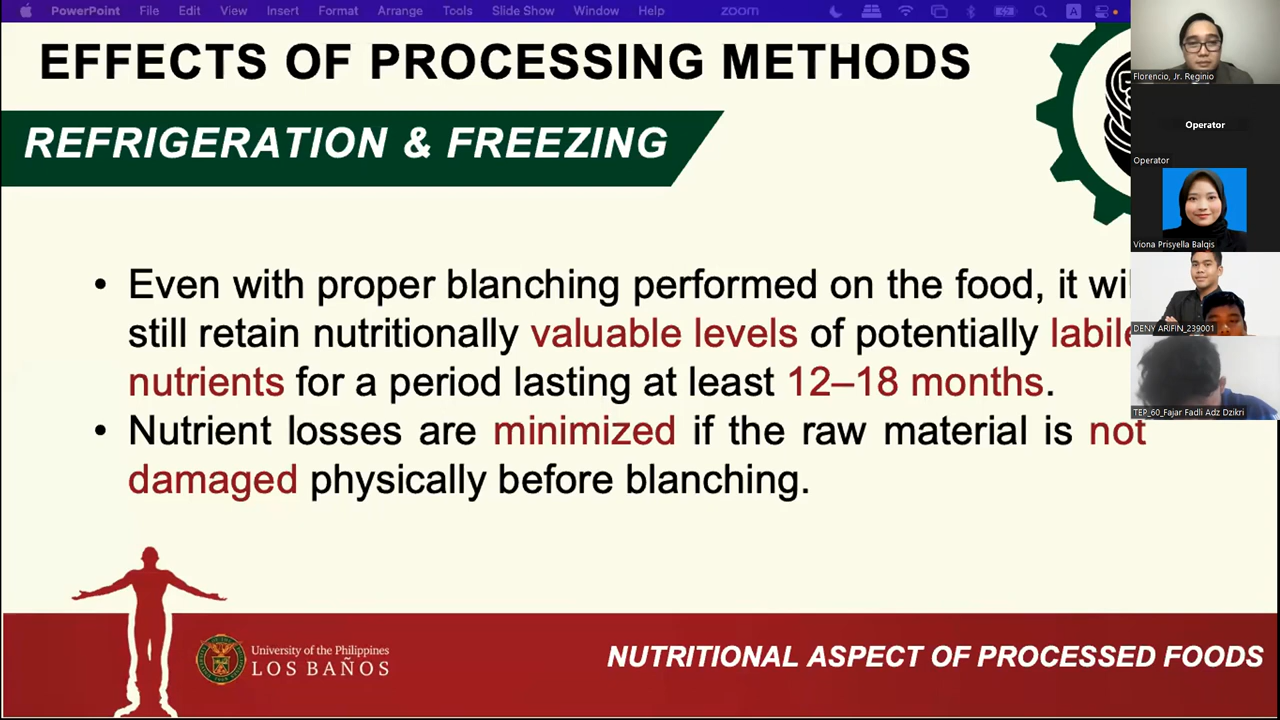 PowerPoint File Edit View Insert Format Arrange Tools Slide Show Window Help zoom A
EFFECTS OF PROCESSING METHODS
REFRIGERATION & FREEZING
• Even with proper blanching performed on the food, it wil
still retain nutritionally valuable levels of potentially labile
nutrients for a period lasting at least 12–18 months.
• Nutrient losses are minimized if the raw material is not
damaged physically before blanching.
University of the Philippines
LOS BAÑOS
NUTRITIONAL ASPECT OF PROCESSED FOODS
Florencio, Jr. Reginio
Operator
Operator
Viona Prisyella Balqis
DENY ARIFIN_239001
TEP_60_Fajar Fadli Adz Dzikri